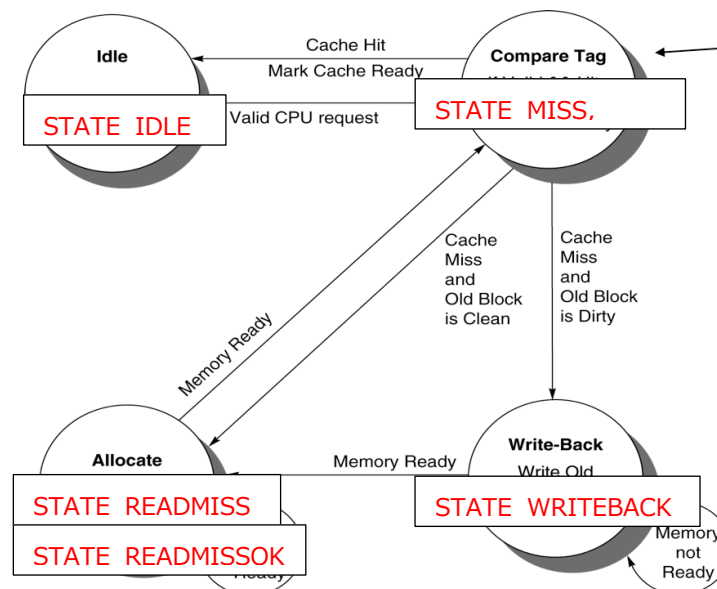 Idle
Cache Hit
Mark Cache Ready
Compare Tag
STATE IDLE
Valid CPU request
STATE MISS,
Cache
Miss
and
Old Block
is Clean
Cache
Miss
and
Old Block
is Dirty
Memory Ready
Allocate
Memory Ready
Write-Back
Write Old
STATE READMISS
STATE WRITEBACK
STATE READMISSOK
Ready
Memory
not
Ready